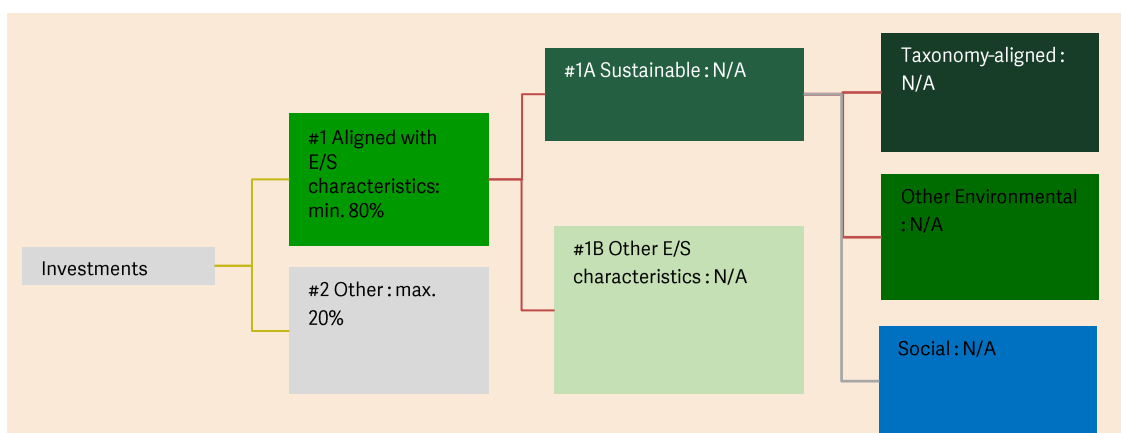 Investments
#1 Aligned with
E/S
characteristics:
min. 80%
#2 Other : max.
20%
#1A Sustainable : N/A
#1B Other E/S
characteristics : N/A
Taxonomy-aligned :
N/A
Other Environmental
: N/A
Social : N/A